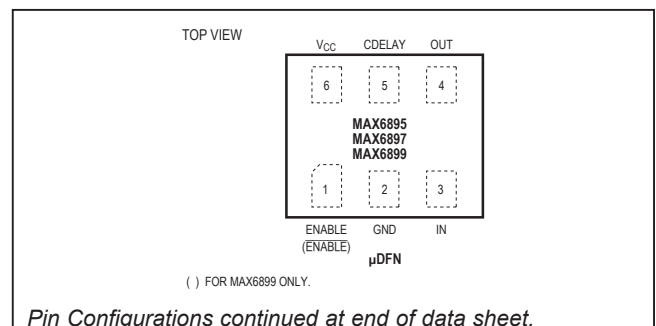 TOP VIEW
VCC CDELAY OUT
6 5 4
MAX6895
MAX6897
MAX6899
1 2 3
ENABLE GND IN
(ENABLE)
µDFN
( ) FOR MAX6899 ONLY.
Pin Configurations continued at end of data sheet.